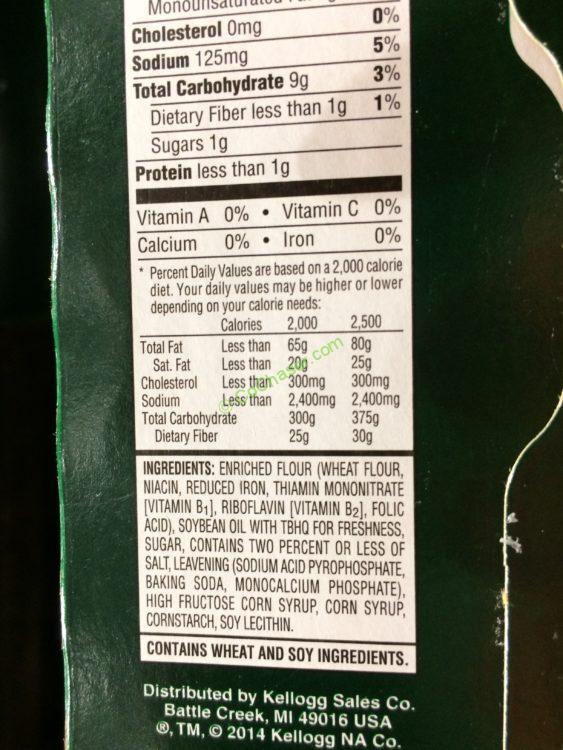 Cholesterol 0mg 0%
Sodium 125mg 5%
Total Carbohydrate 9g 3%
Dietary Fiber less than 1g 1%
Sugars 1g
Protein less than 1g
Vitamin A 0% • Vitamin C 0%
Calcium 0% • Iron 0%
* Percent Daily Values are based on a 2,000 calorie
diet. Your daily values may be higher or lower
depending on your calorie needs:
Calories 2,000 2,500
Total Fat Less than 65g 80g
Sat. Fat Less than 20g 25g
Cholesterol Less than 300mg 300mg
Sodium Less than 2,400mg 2,400mg
Total Carbohydrate 300g 375g
Dietary Fiber 25g 30g
INGREDIENTS: ENRICHED FLOUR (WHEAT FLOUR,
NIACIN, REDUCED IRON, THIAMIN MONONITRATE
[VITAMIN B1], RIBOFLAVIN [VITAMIN B2], FOLIC
ACID), SOYBEAN OIL WITH TBHQ FOR FRESHNESS,
SUGAR, CONTAINS TWO PERCENT OR LESS OF
SALT, LEAVENING (SODIUM ACID PYROPHOSPHATE,
BAKING SODA, MONOCALCIUM PHOSPHATE),
HIGH FRUCTOSE CORN SYRUP, CORN SYRUP,
CORNSTARCH, SOY LECITHIN.
CONTAINS WHEAT AND SOY INGREDIENTS.
Distributed by Kellogg Sales Co.
Battle Creek, MI 49016 USA
®, TM, © 2014 Kellogg NA Co.